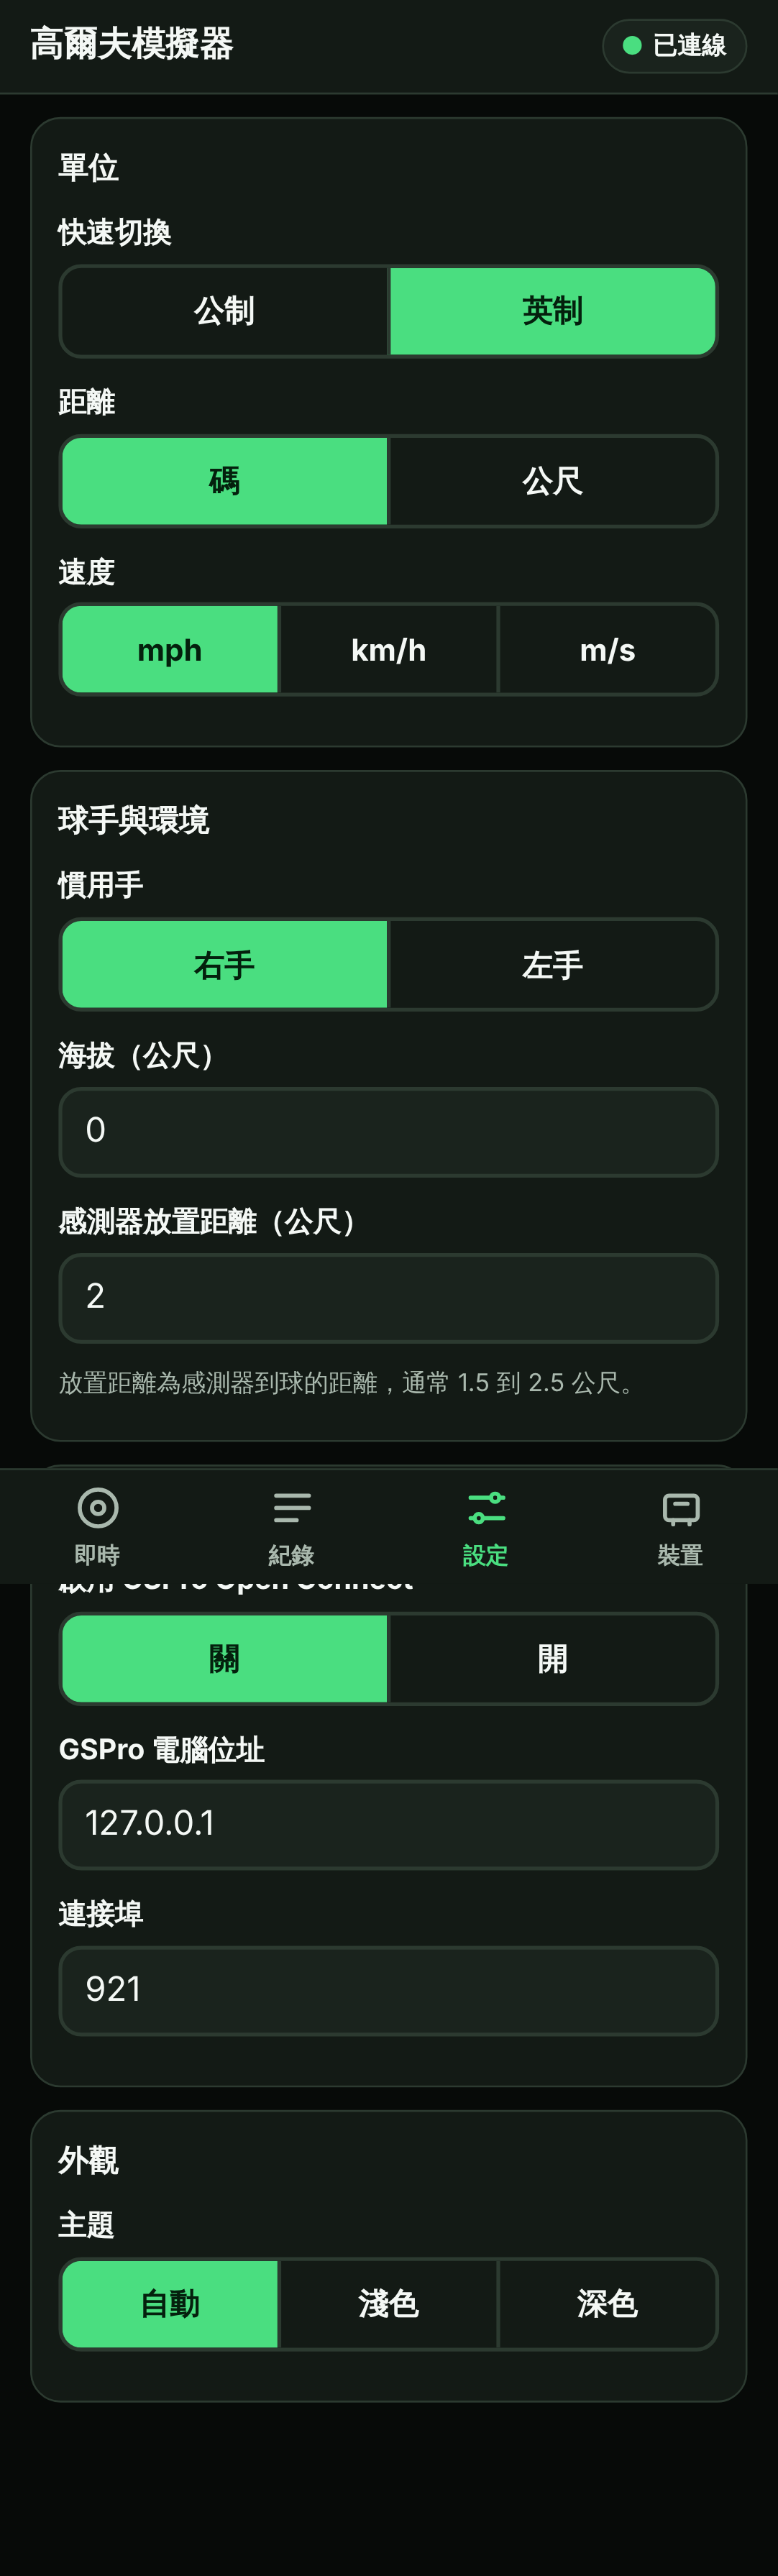 高爾夫模擬器
已連線
單位
快速切換
公制
英制
距離
碼
公尺
速度
mph
km/h
m/s
球手與環境
慣用手
右手
左手
海拔（公尺）
0
感測器放置距離（公尺）
2
放置距離為感測器到球的距離，通常 1.5 到 2.5 公尺。
即時
紀錄
設定
裝置
啟用 GSPro Open Connect
關
開
GSPro 電腦位址
127.0.0.1
連接埠
921
外觀
主題
自動
淺色
深色